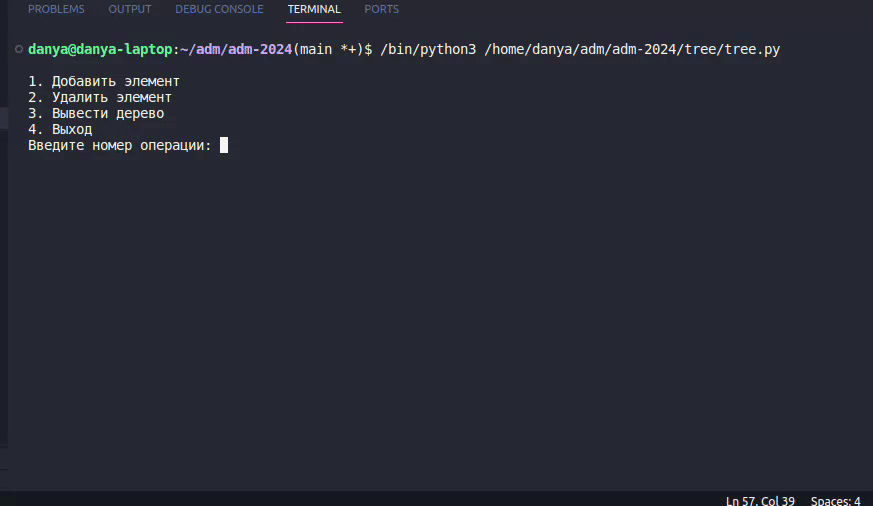 PROBLEMS OUTPUT DEBUG CONSOLE TERMINAL PORTS
danya@danya-laptop:~/adm/adm-2024(main *+)$ /bin/python3 /home/danya/adm/adm-2024/tree/tree.py
1. Добавить элемент
2. Удалить элемент
3. Вывести дерево
4. Выход
Введите номер операции:
Ln 57, Col 39 Spaces: 4